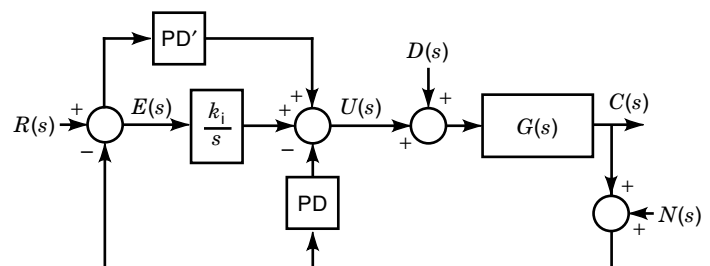 PD′
D(s)
R(s)
+
−
E(s)
k_i
s
+
+
−
U(s)
+
+
G(s)
C(s)
PD
+
+
N(s)